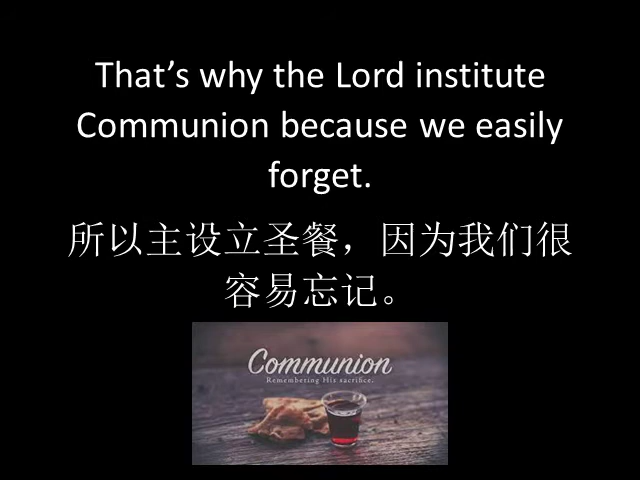 That’s why the Lord institute
Communion because we easily
forget.
所以主设立圣餐，因为我们很
容易忘记。
Communion
Remembering His sacrifice.